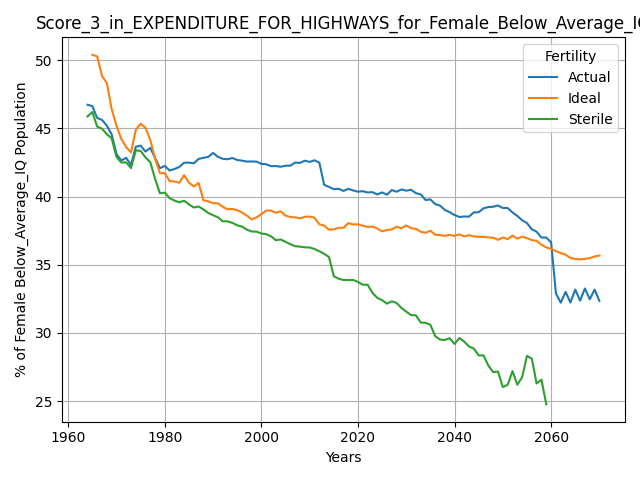 Score_3_in_EXPENDITURE_FOR_HIGHWAYS_for_Female_Below_Average_IQ
% of Female Below_Average_IQ Population
50
45
40
35
30
25
Fertility
Actual
Ideal
Sterile
1960
1980
2000
2020
2040
2060
Years